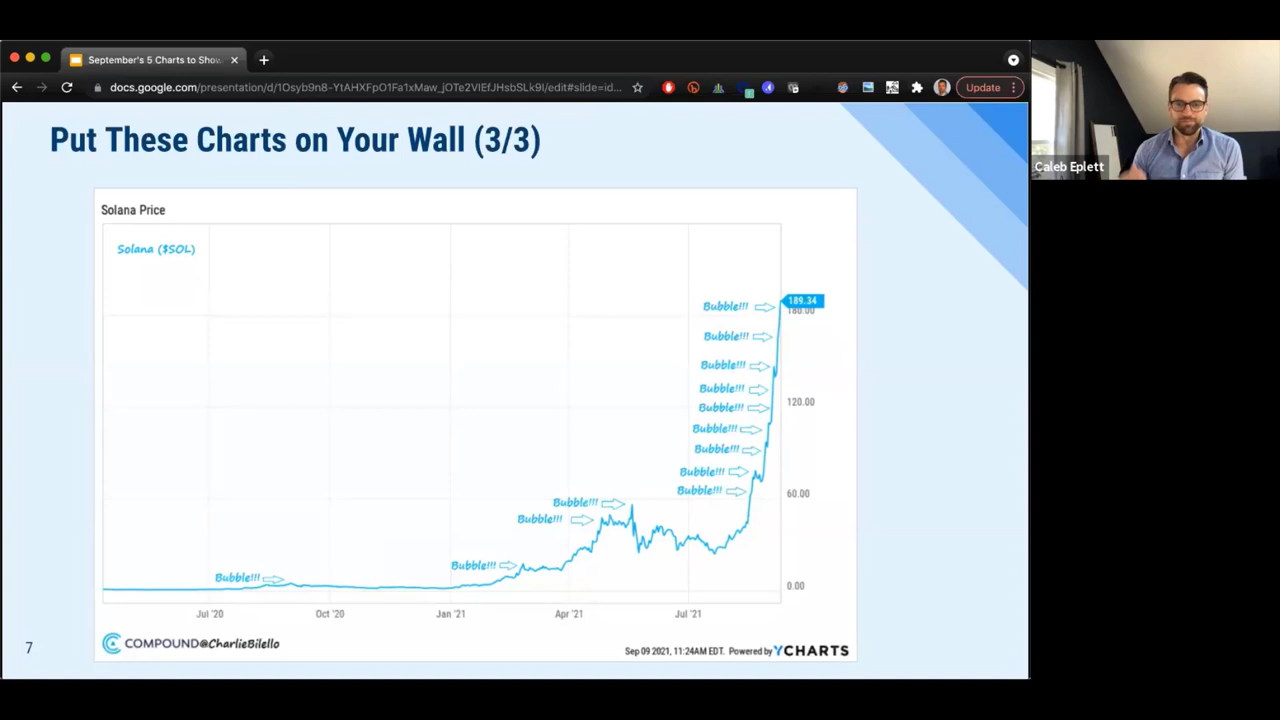 September's 5 Charts to Show
Update
docs.google.com/presentation/d/1Osyb9n8-YtAHXFpO1Fa1xMaw_jOTe2VIEfJHsbSLk9I/edit#slide=id...
Put These Charts on Your Wall (3/3)
Caleb Eplett
Solana Price
Solana ($SOL)
189.34
180.00
Bubble!!!
Bubble!!!
Bubble!!!
Bubble!!!
Bubble!!!
120.00
Bubble!!!
Bubble!!!
Bubble!!!
Bubble!!!
60.00
Bubble!!!
Bubble!!!
Bubble!!!
Bubble!!!
0.00
Jul '20
Oct '20
Jan '21
Apr '21
Jul '21
COMPOUND@CharlieBilello
Sep 09 2021, 11:24AM EDT. Powered by YCHARTS
7